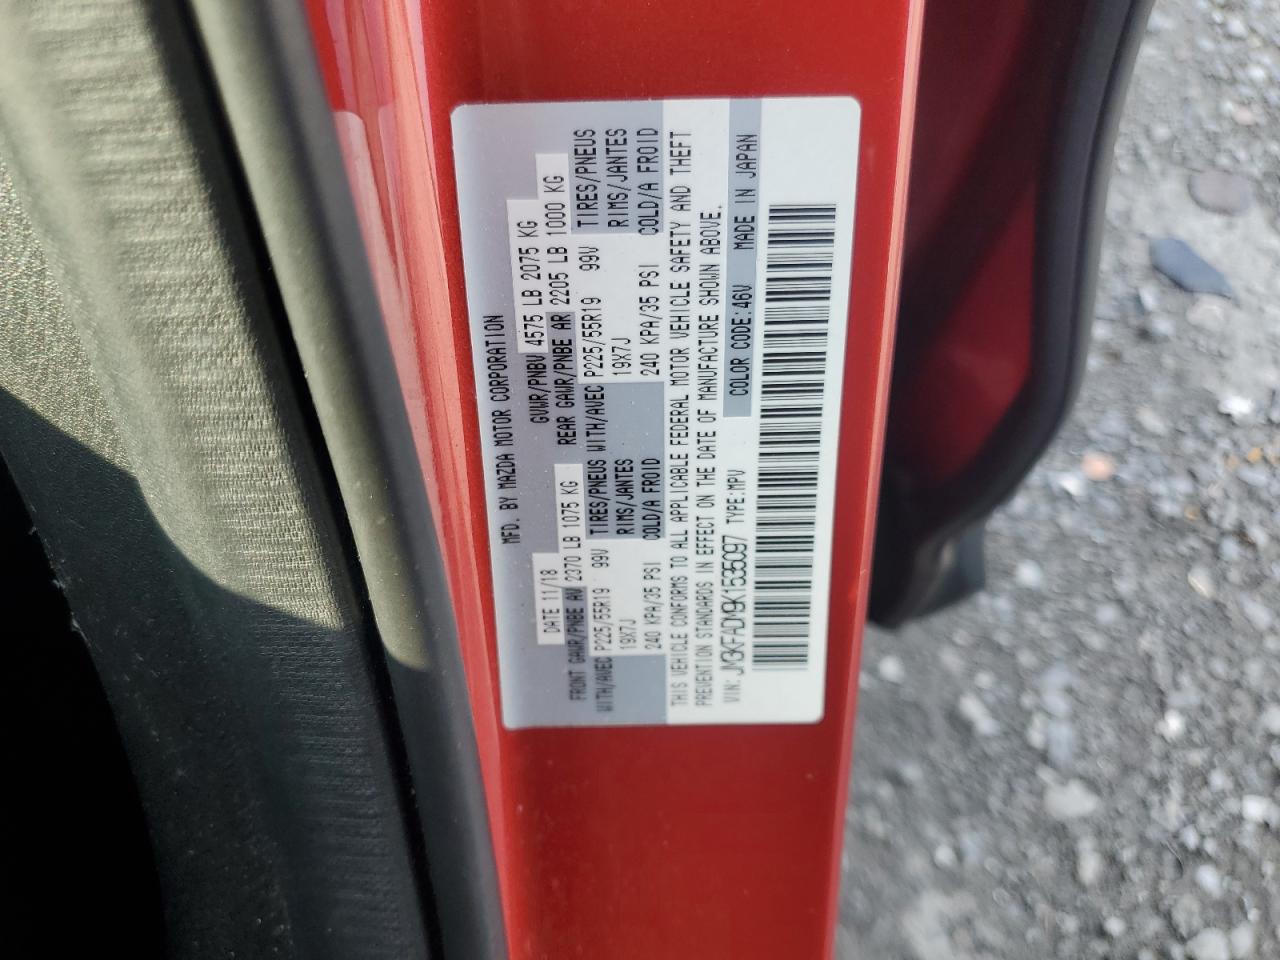 MFD. BY MAZDA MOTOR CORPORATION
DATE 11/18 GVWR/PNBV 4575 LB 2075 KG
FRONT GAWR/PNBE AV 2370 LB 1075 KG REAR GAWR/PNBE AR 2205 LB 1000 KG
WITH/AVEC P225/55R19 99V TIRES/PNEUS WITH/AVEC P225/55R19 99V TIRES/PNEUS
19X7J RIMS/JANTES 19X7J RIMS/JANTES
240 KPA/35 PSI COLD/A FROID 240 KPA/35 PSI COLD/A FROID
THIS VEHICLE CONFORMS TO ALL APPLICABLE FEDERAL MOTOR VEHICLE SAFETY AND THEFT
PREVENTION STANDARDS IN EFFECT ON THE DATE OF MANUFACTURE SHOWN ABOVE.
VIN: JM3KFADM9K1535097 TYPE:MPV COLOR CODE:46V MADE IN JAPAN